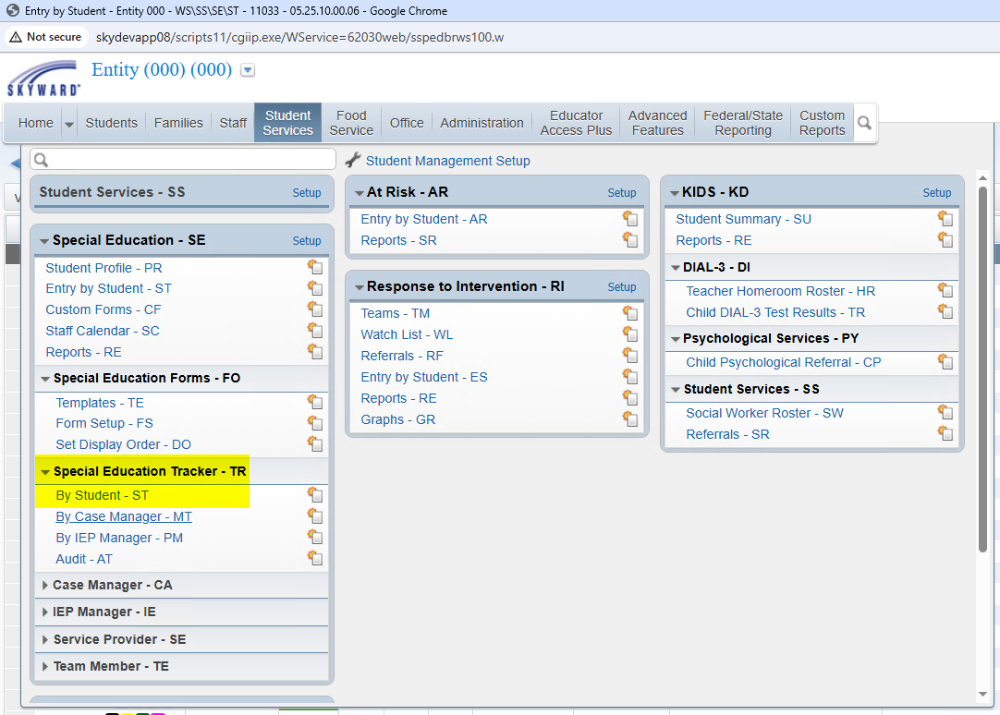 Entry by Student - Entity 000 - WS\SS\SE\ST - 11033 - 05.25.10.00.06 - Google Chrome
Not secure skydevapp08/scripts11/cgiip.exe/WService=62030web/sspedbrws100.w
SKYWARD
Entity (000) (000)
Home Students Families Staff Student Services Food Service Office Administration Educator Access Plus Advanced Features Federal/State Reporting Custom Reports
Student Management Setup
Student Services - SS Setup
Special Education - SE Setup
Student Profile - PR
Entry by Student - ST
Custom Forms - CF
Staff Calendar - SC
Reports - RE
Special Education Forms - FO
Templates - TE
Form Setup - FS
Set Display Order - DO
Special Education Tracker - TR
By Student - ST
By Case Manager - MT
By IEP Manager - PM
Audit - AT
Case Manager - CA
IEP Manager - IE
Service Provider - SE
Team Member - TE
At Risk - AR Setup
Entry by Student - AR
Reports - SR
Response to Intervention - RI Setup
Teams - TM
Watch List - WL
Referrals - RF
Entry by Student - ES
Reports - RE
Graphs - GR
KIDS - KD Setup
Student Summary - SU
Reports - RE
DIAL-3 - DI
Teacher Homeroom Roster - HR
Child DIAL-3 Test Results - TR
Psychological Services - PY
Child Psychological Referral - CP
Student Services - SS
Social Worker Roster - SW
Referrals - SR